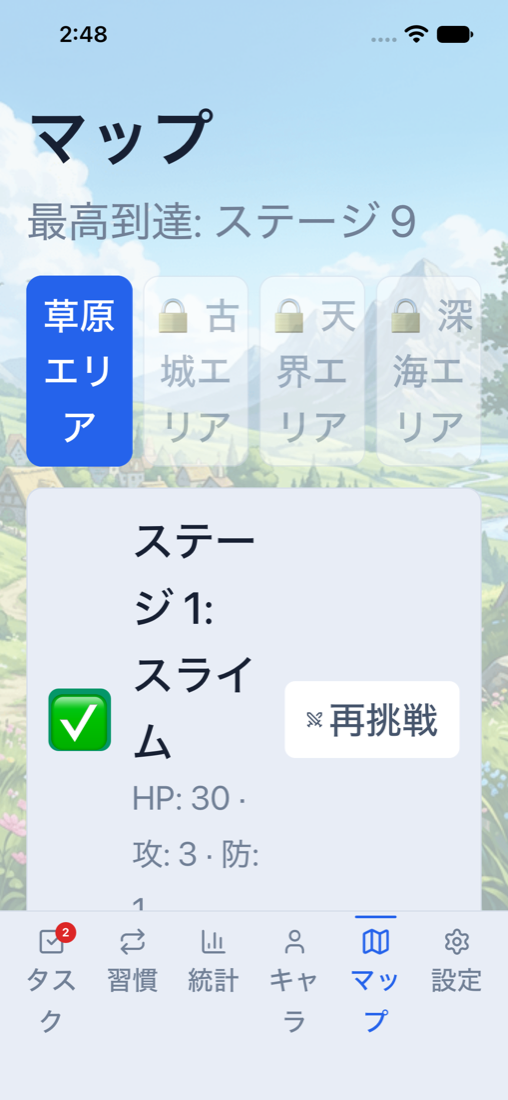 2:48
マップ
最高到達: ステージ 9
草原
エリ
ア
🔒 古
城エ
リア
🔒 天
界エ
リア
🔒 深
海エ
リア
ステー
ジ 1:
スライ
ム
HP: 30 ·
攻: 3 · 防:
1
⚔再挑戦
2
タス
ク
習慣
統計
キャ
ラ
マッ
プ
設定